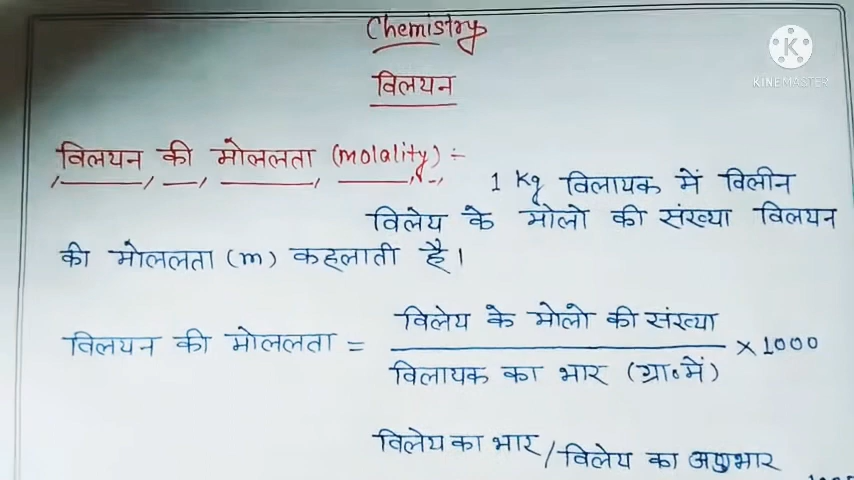 Chemistry
K
KINEMASTER
विलयन
विलयन की मोललता (molality) :-
1 Kg विलायक में विलीन
विलेय के मोलो की संख्या विलयन
की मोललता (m) कहलाती है।
विलयन की मोललता = विलेय के मोलो की संख्या
विलायक का भार (ग्रा॰में) × 1000
विलेय का भार / विलेय का अणुभार